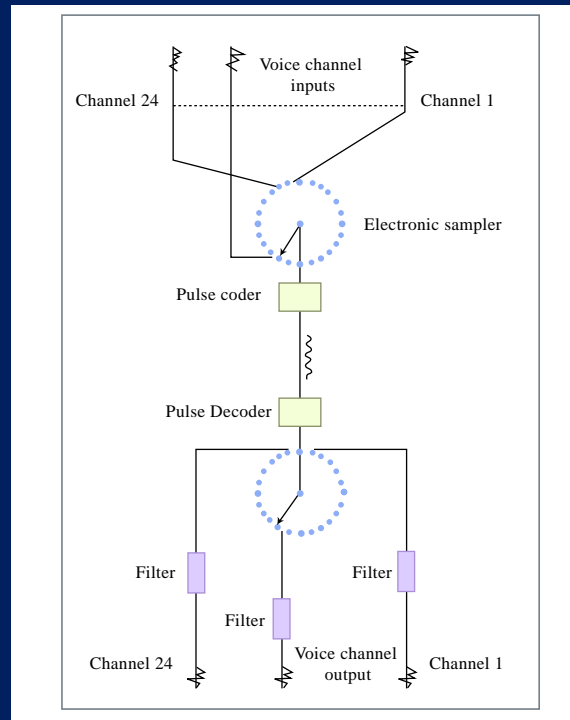 Voice channel
inputs
Channel 24
Channel 1
Electronic sampler
Pulse coder
Pulse Decoder
Filter
Filter
Filter
Voice channel
output
Channel 24
Channel 1